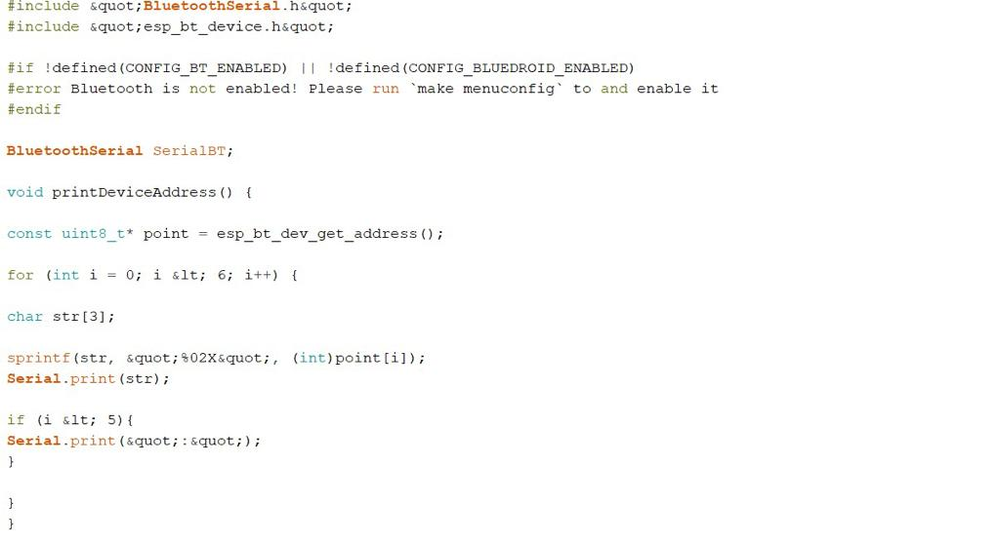 #include &quot;BluetoothSerial.h&quot;
#include &quot;esp_bt_device.h&quot;
#if !defined(CONFIG_BT_ENABLED) || !defined(CONFIG_BLUEDROID_ENABLED)
#error Bluetooth is not enabled! Please run `make menuconfig` to and enable it
#endif
BluetoothSerial SerialBT;
void printDeviceAddress() {
const uint8_t* point = esp_bt_dev_get_address();
for (int i = 0; i &lt; 6; i++) {
char str[3];
sprintf(str, &quot;%02X&quot;, (int)point[i]);
Serial.print(str);
if (i &lt; 5){
Serial.print(&quot;:&quot;);
}
}
}